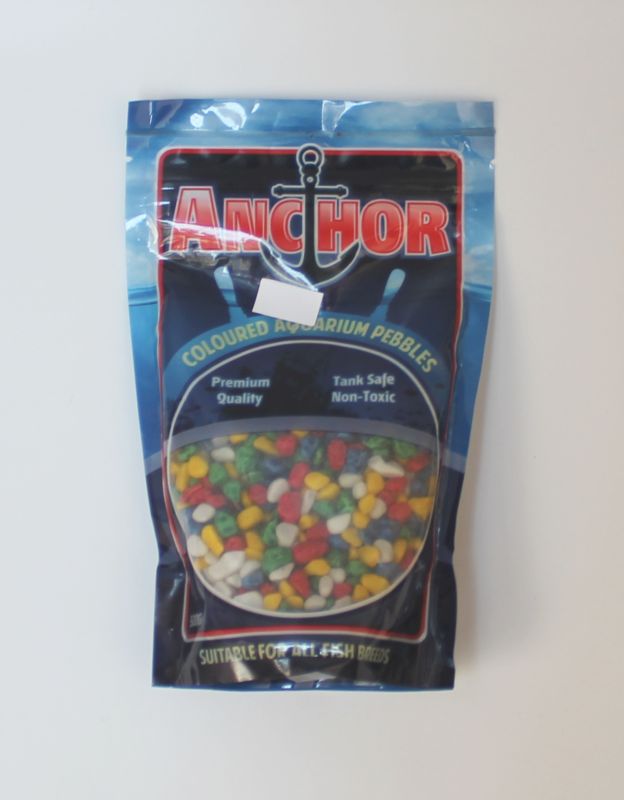 ANCHOR
COLOURED AQUARIUM PEBBLES
Premium
Quality
Tank Safe
Non-Toxic
SUITABLE FOR ALL FISH BREEDS